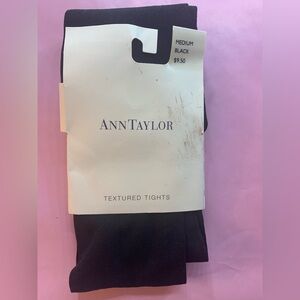 MEDIUM
BLACK
$9.50
ANNTAYLOR
TEXTURED TIGHTS